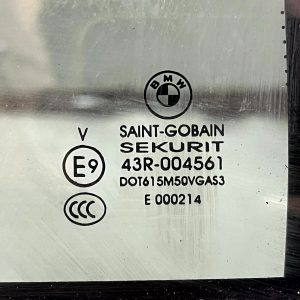 BMW
V
SAINT-GOBAIN
SEKURIT
E9
43R-004561
DOT615M50VGAS3
CCC
E 000214